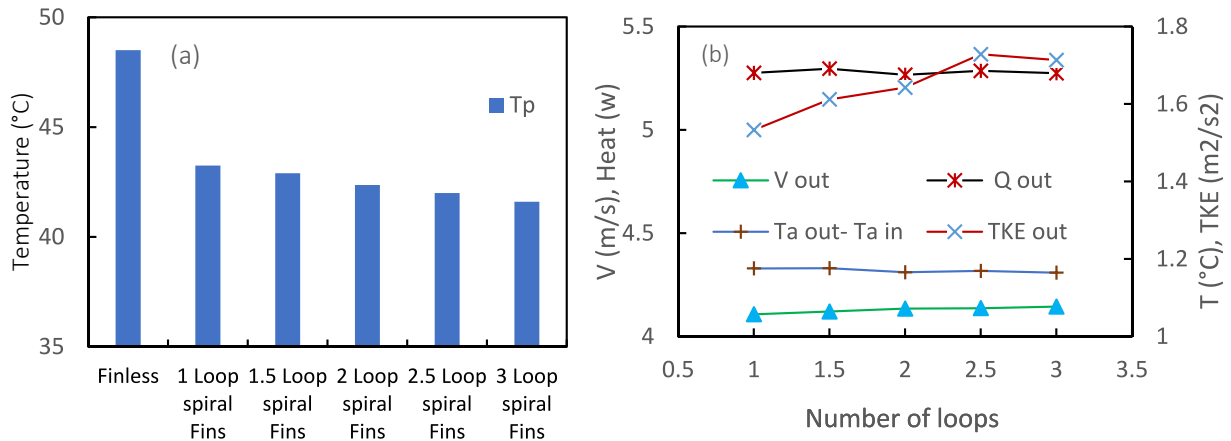 (a)
Temperature (°C)
50
45
40
35
Tp
Finless
1 Loop
spiral
Fins
1.5 Loop
spiral
Fins
2 Loop
spiral
Fins
2.5 Loop
spiral
Fins
3 Loop
spiral
Fins
(b)
V (m/s), Heat (w)
5.5
5
4.5
4
V out
Q out
Ta out- Ta in
TKE out
1.8
1.6
1.4
1.2
1
T (°C), TKE (m2/s2)
0.5 1 1.5 2 2.5 3 3.5
Number of loops